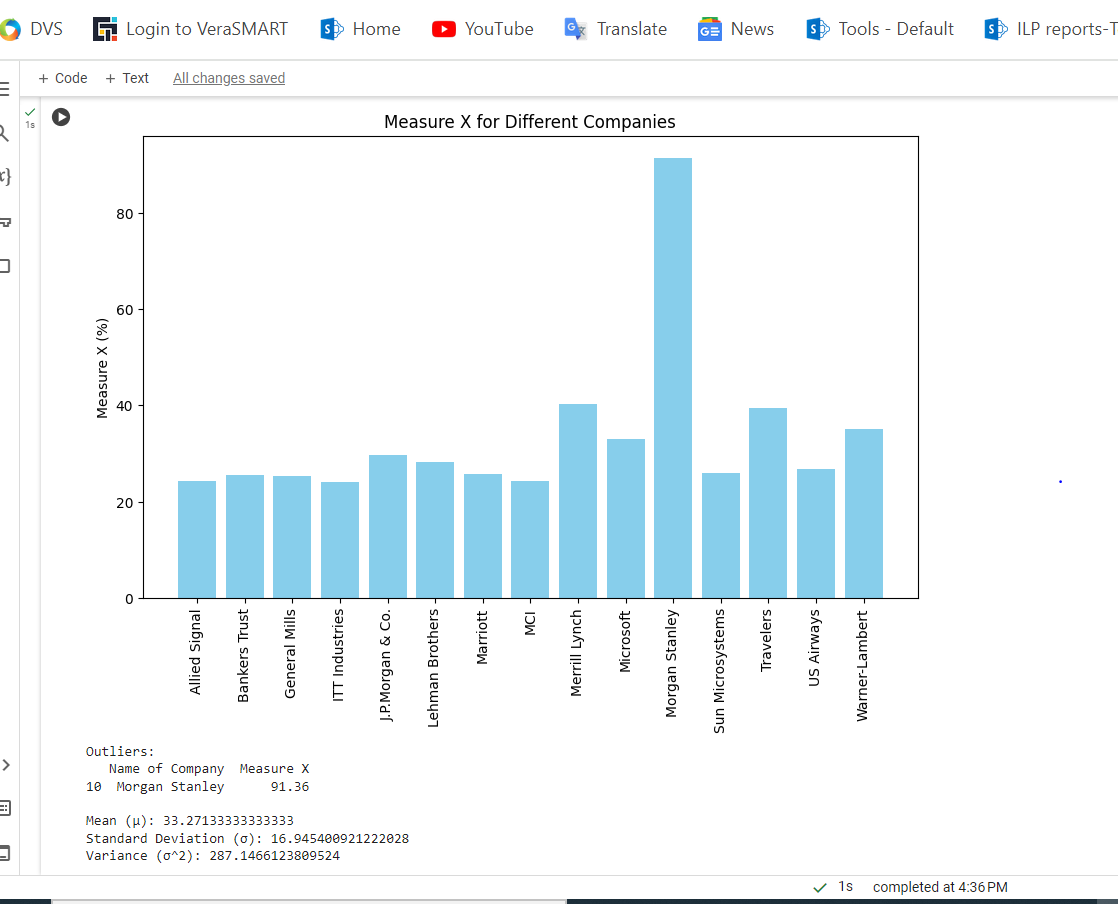 DVS Login to VeraSMART Home YouTube Translate News Tools - Default ILP reports-T
+ Code + Text All changes saved
1s
Measure X for Different Companies
Measure X (%)
80
60
40
20
0
Allied Signal
Bankers Trust
General Mills
ITT Industries
J.P.Morgan & Co.
Lehman Brothers
Marriott
MCI
Merrill Lynch
Microsoft
Morgan Stanley
Sun Microsystems
Travelers
US Airways
Warner-Lambert
Outliers:
Name of Company Measure X
10 Morgan Stanley 91.36
Mean (μ): 33.27133333333333
Standard Deviation (σ): 16.945400921222028
Variance (σ^2): 287.1466123809524
1s completed at 4:36 PM